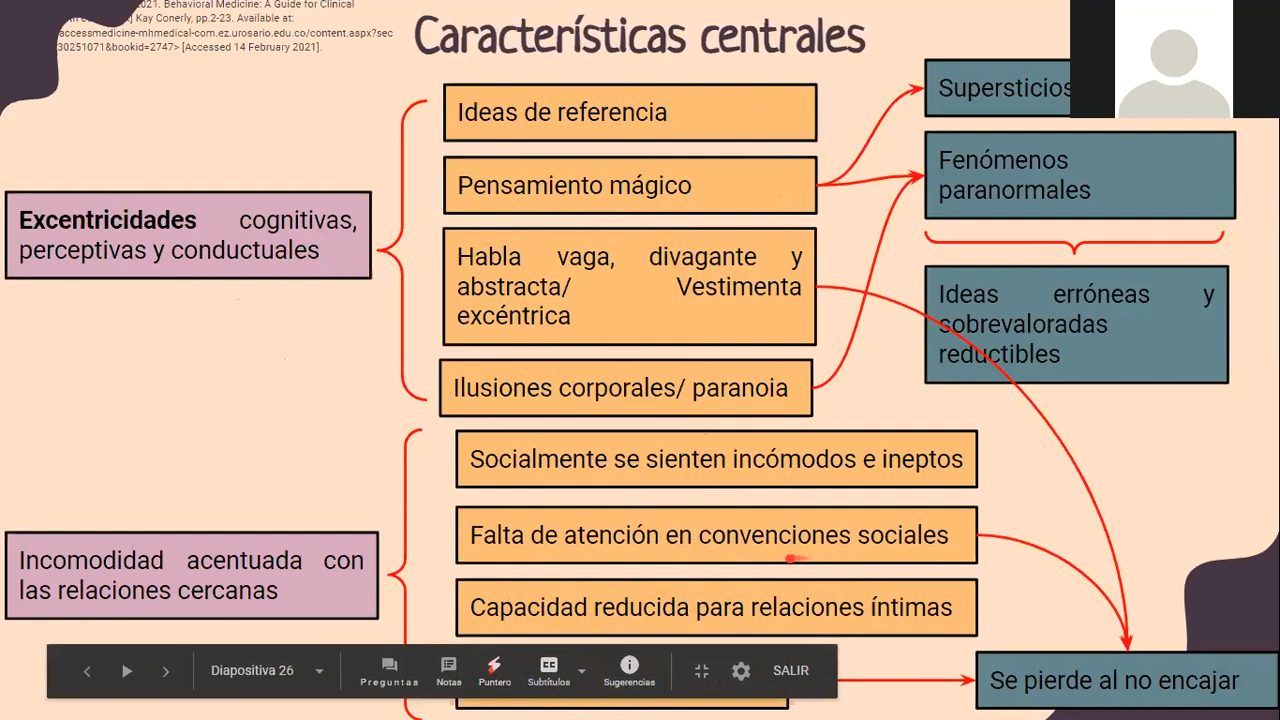 2021. Behavioral Medicine: A Guide for Clinical
Kay Conerly, pp.2-23. Available at:
accessmedicine-mhmedical-com.ez.urosario.edu.co/content.aspx?sec
30251071&bookid=2747> [Accessed 14 February 2021].
Características centrales
Excentricidades cognitivas,
perceptivas y conductuales
Ideas de referencia
Pensamiento mágico
Habla vaga, divagante y
abstracta/ Vestimenta
excéntrica
Ilusiones corporales/ paranoia
Supersticios
Fenómenos
paranormales
Ideas erróneas y
sobrevaloradas
reductibles
Incomodidad acentuada con
las relaciones cercanas
Socialmente se sienten incómodos e ineptos
Falta de atención en convenciones sociales
Capacidad reducida para relaciones íntimas
Se pierde al no encajar
Diapositiva 26
Preguntas
Notas
Puntero
Subtítulos
Sugerencias
SALIR